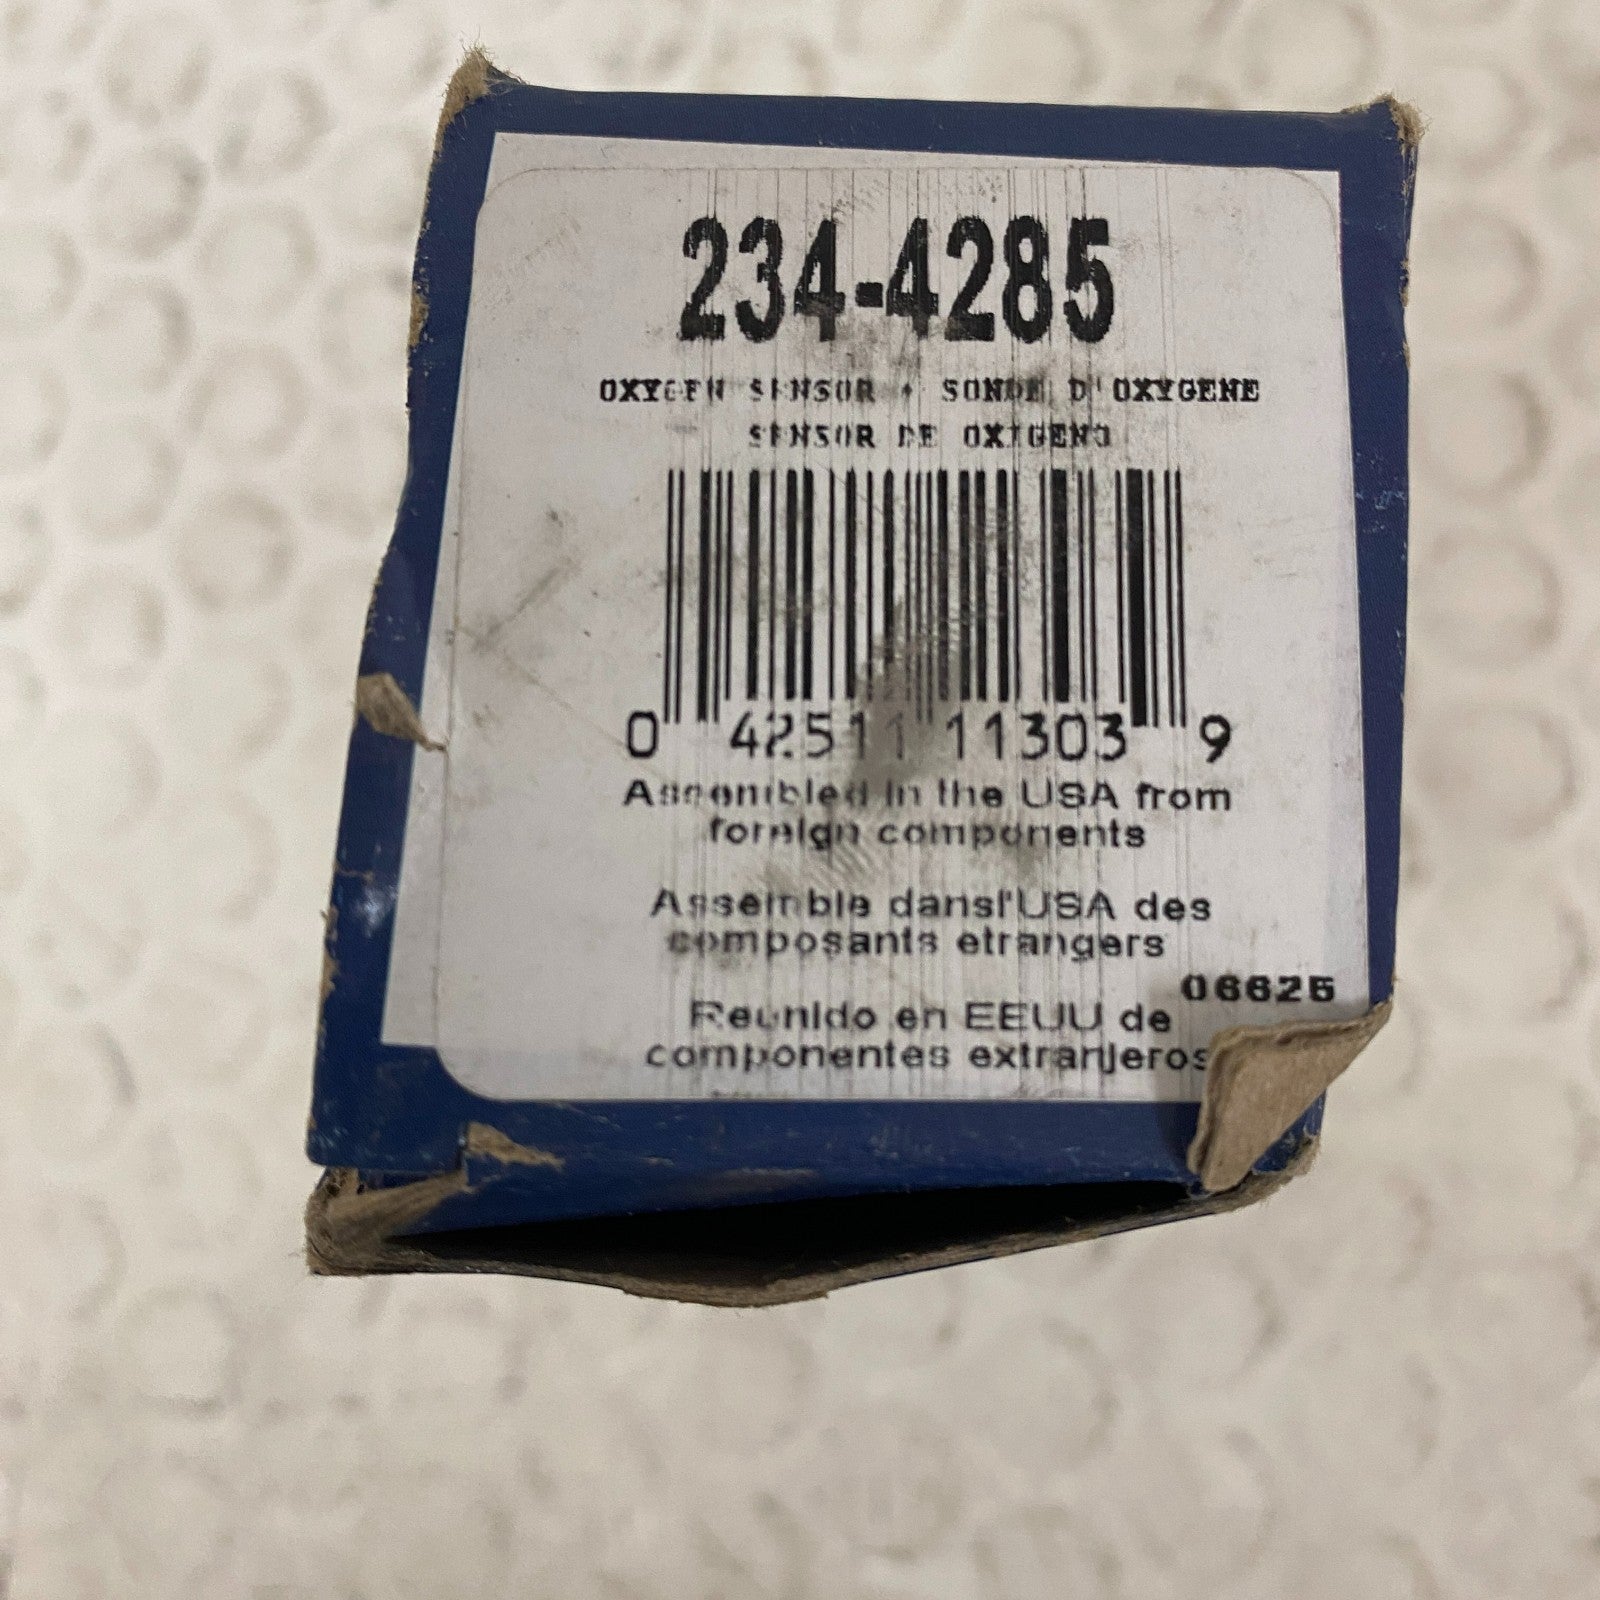 234-4285
OXYGEN SENSOR • SONDE D'OXYGENE
SENSOR DE OXIGENO
0 42511 11303 9
Assembled in the USA from
foreign components
Assemble dansl'USA des
composants etrangers
06625
Reunido en EEUU de
componentes extranjeros